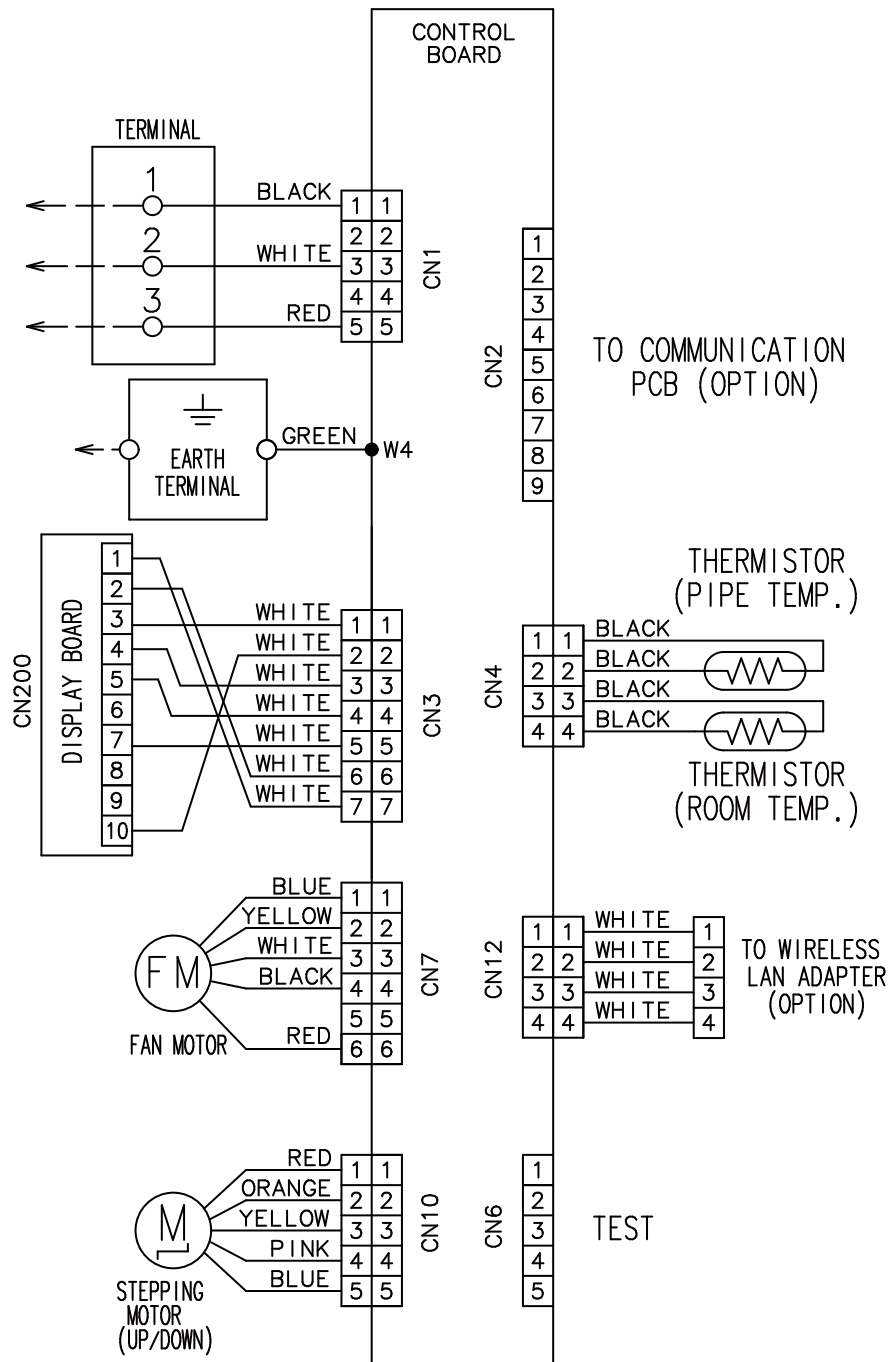 CONTROL
BOARD
TERMINAL
1
BLACK
1 1
2 2
2
WHITE
3 3
4 4
3
RED
5 5
CN1
1
2
3
4
5
6
7
8
9
CN2
TO COMMUNICATION
PCB (OPTION)
EARTH
TERMINAL
GREEN
W4
CN200
DISPLAY BOARD
1
2
3
4
5
6
7
8
9
10
WHITE
1 1
WHITE
2 2
WHITE
3 3
WHITE
4 4
WHITE
5 5
WHITE
6 6
WHITE
7 7
CN3
THERMISTOR
(PIPE TEMP.)
CN4
1 1
BLACK
2 2
BLACK
3 3
BLACK
4 4
BLACK
THERMISTOR
(ROOM TEMP.)
FM
FAN MOTOR
BLUE
1 1
YELLOW
2 2
WHITE
3 3
BLACK
4 4
5 5
RED
6 6
CN7
CN12
1 1
WHITE
1
2 2
WHITE
2
3 3
WHITE
3
4 4
WHITE
4
TO WIRELESS
LAN ADAPTER
(OPTION)
M
STEPPING
MOTOR
(UP/DOWN)
RED
1 1
ORANGE
2 2
YELLOW
3 3
PINK
4 4
BLUE
5 5
CN10
CN6
1
2
3
4
5
TEST